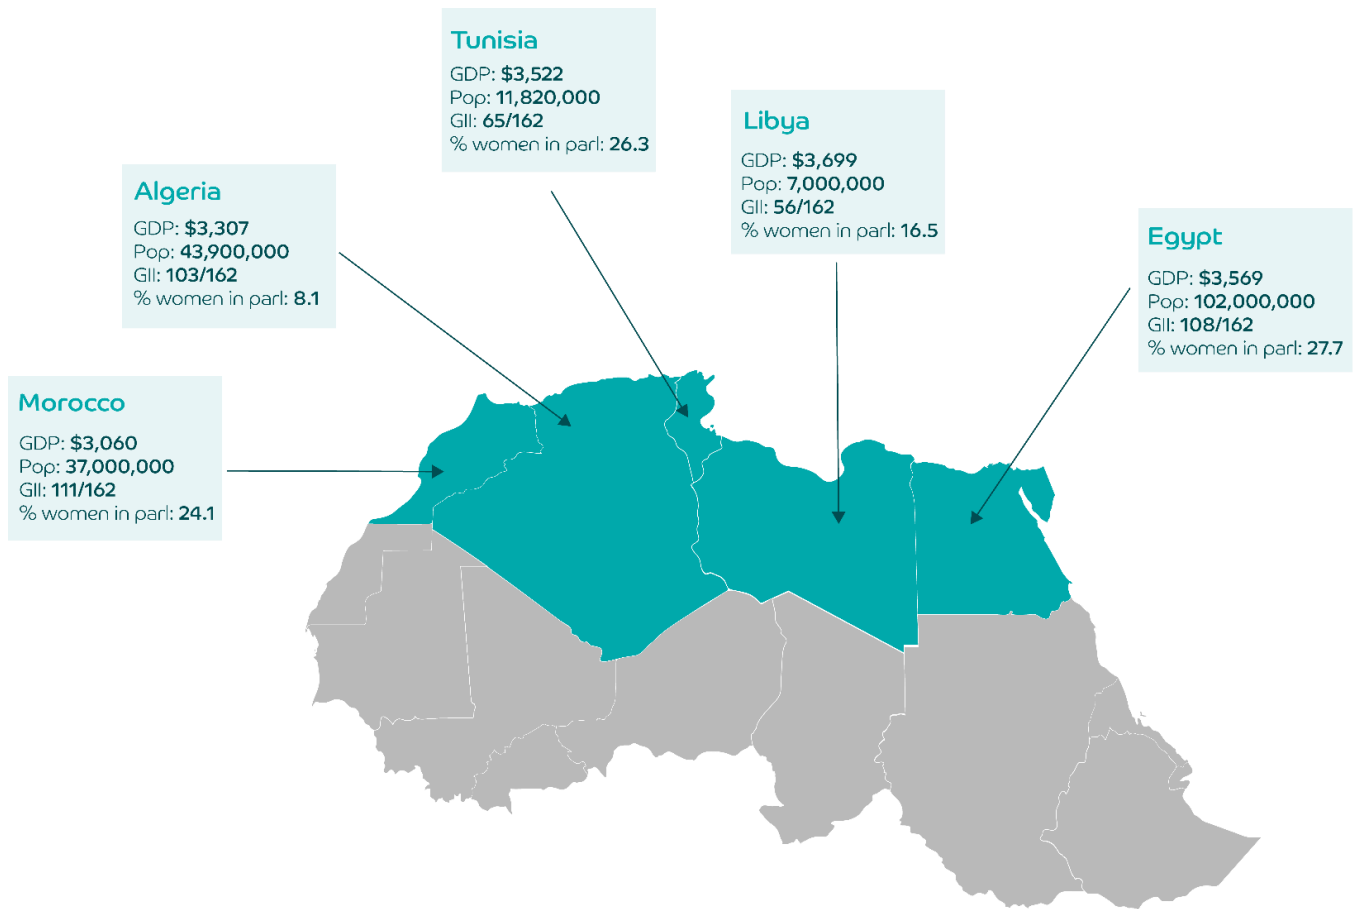 Tunisia
GDP: $3,522
Pop: 11,820,000
GII: 65/162
% women in parl: 26.3
Libya
GDP: $3,699
Pop: 7,000,000
GII: 56/162
% women in parl: 16.5
Algeria
GDP: $3,307
Pop: 43,900,000
GII: 103/162
% women in parl: 8.1
Egypt
GDP: $3,569
Pop: 102,000,000
GII: 108/162
% women in parl: 27.7
Morocco
GDP: $3,060
Pop: 37,000,000
GII: 111/162
% women in parl: 24.1